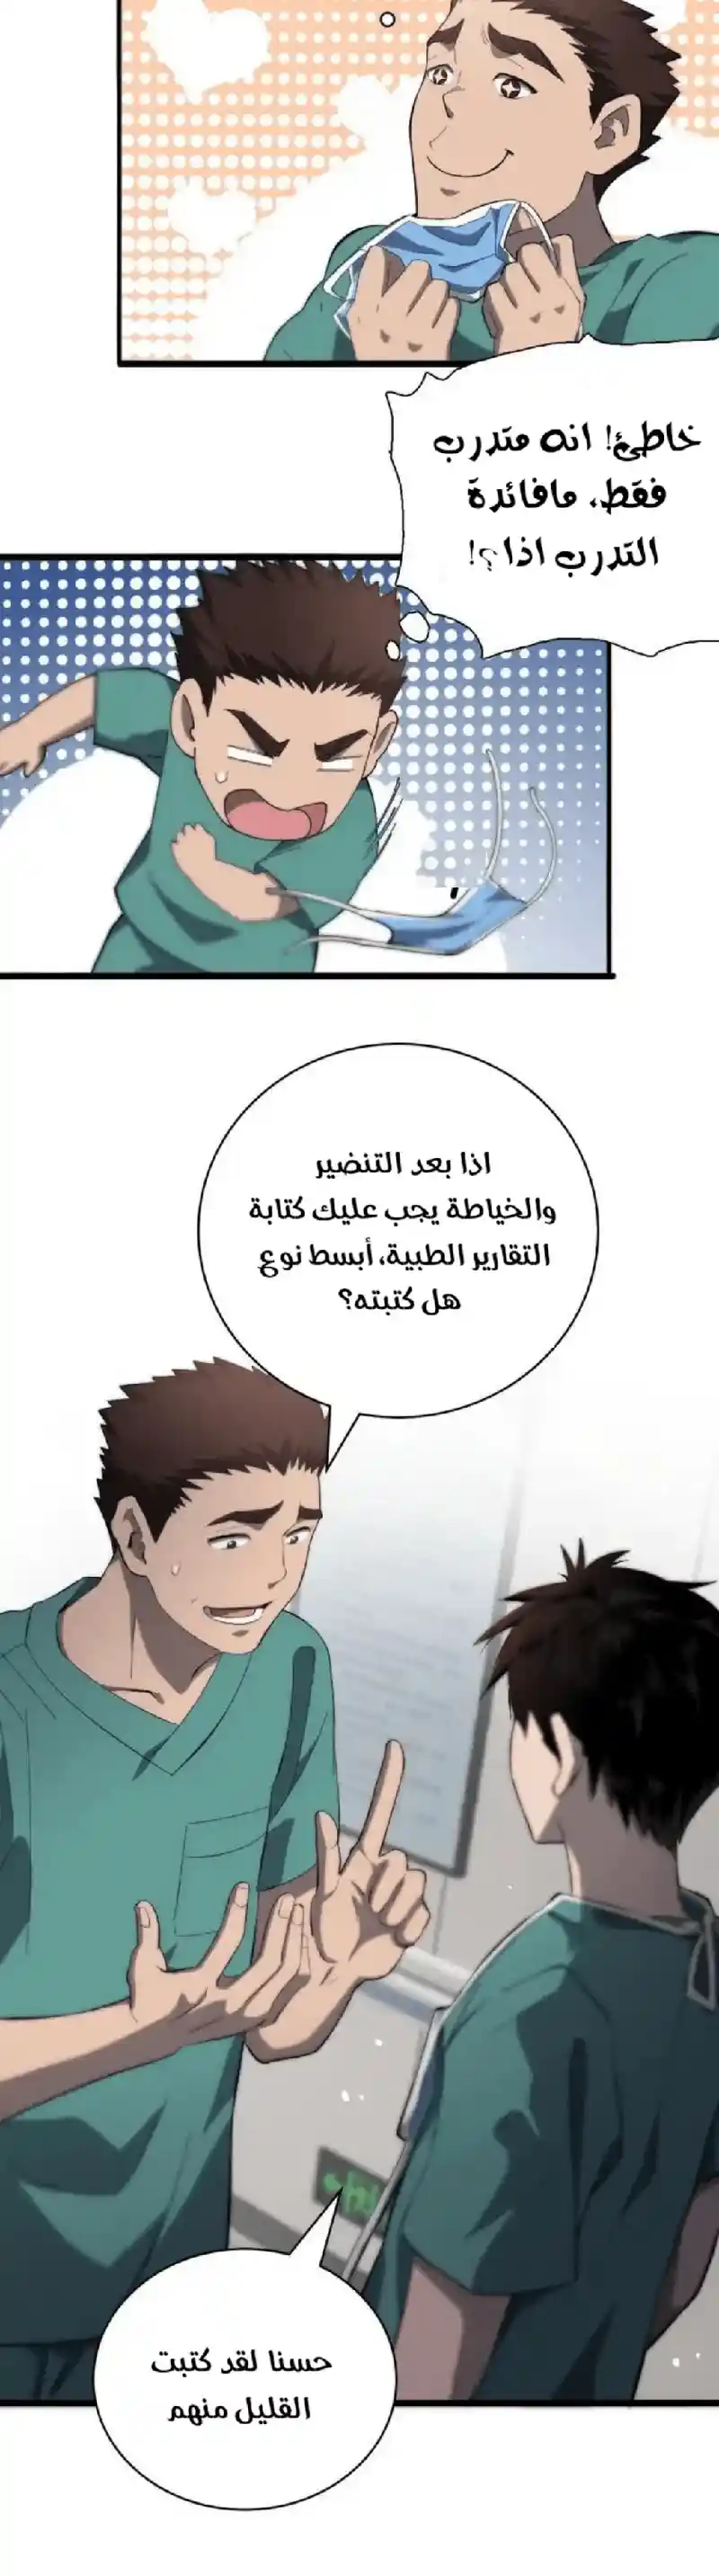 خاطئ! انه متدرب
فقط، مافائدة
التدرب اذا؟!
اذا بعد التنضير
والخياطة يجب عليك كتابة
التقارير الطبية، أبسط نوع
هل كتبته؟
حسنا لقد كتبت
القليل منهم